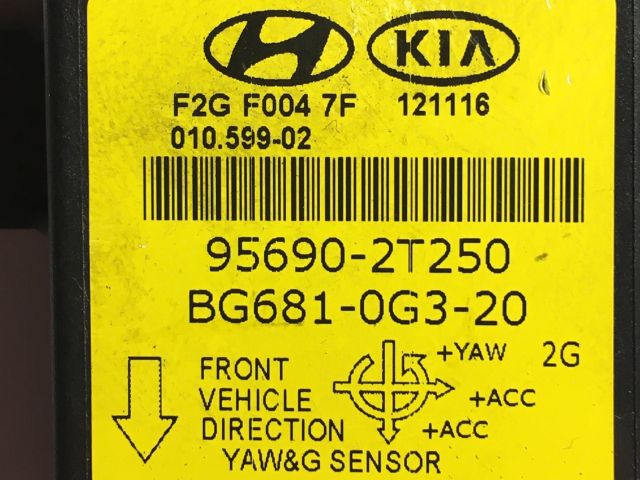 KIA
F2G F004 7F 121116
010.599-02
95690-2T250
BG681-0G3-20
+YAW 2G
FRONT
VEHICLE +ACC
DIRECTION +ACC
YAW&G SENSOR